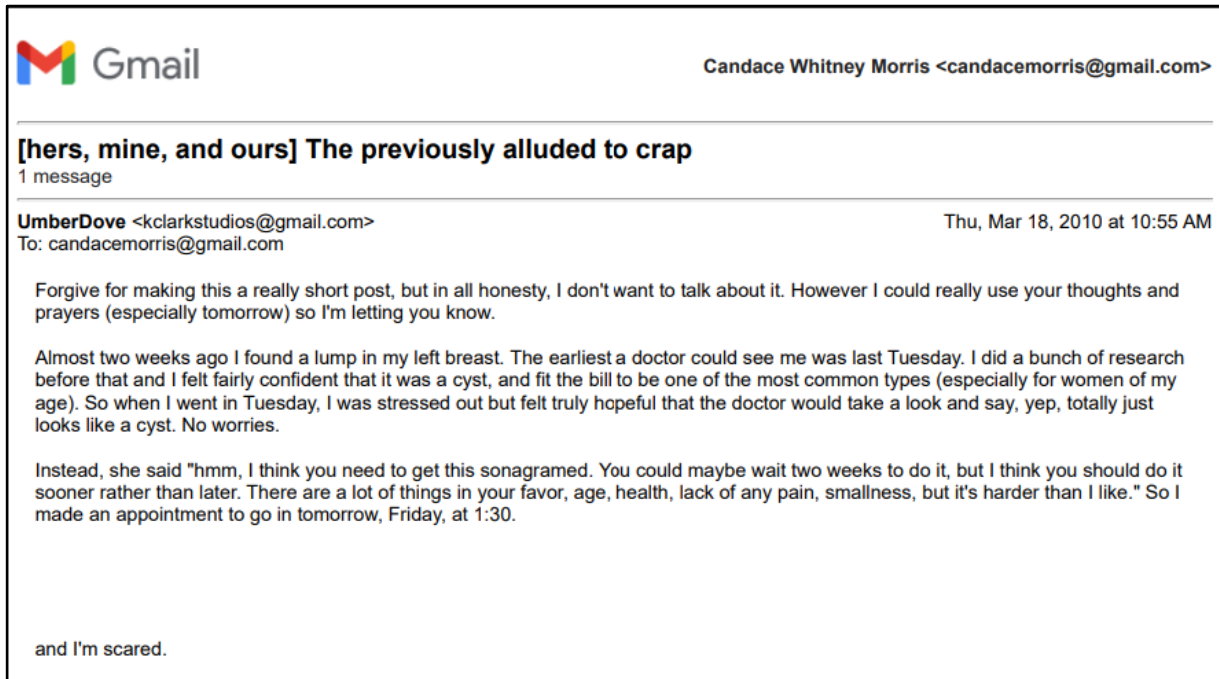 Gmail
Candace Whitney Morris <candacemorris@gmail.com>
[hers, mine, and ours] The previously alluded to crap
1 message
UmberDove <kclarkstudios@gmail.com>
Thu, Mar 18, 2010 at 10:55 AM
To: candacemorris@gmail.com
Forgive for making this a really short post, but in all honesty, I don't want to talk about it. However I could really use your thoughts and
prayers (especially tomorrow) so I'm letting you know.
Almost two weeks ago I found a lump in my left breast. The earliest a doctor could see me was last Tuesday. I did a bunch of research
before that and I felt fairly confident that it was a cyst, and fit the bill to be one of the most common types (especially for women of my
age). So when I went in Tuesday, I was stressed out but felt truly hopeful that the doctor would take a look and say, yep, totally just
looks like a cyst. No worries.
Instead, she said "hmm, I think you need to get this sonagramed. You could maybe wait two weeks to do it, but I think you should do it
sooner rather than later. There are a lot of things in your favor, age, health, lack of any pain, smallness, but it's harder than I like." So I
made an appointment to go in tomorrow, Friday, at 1:30.
and I'm scared.